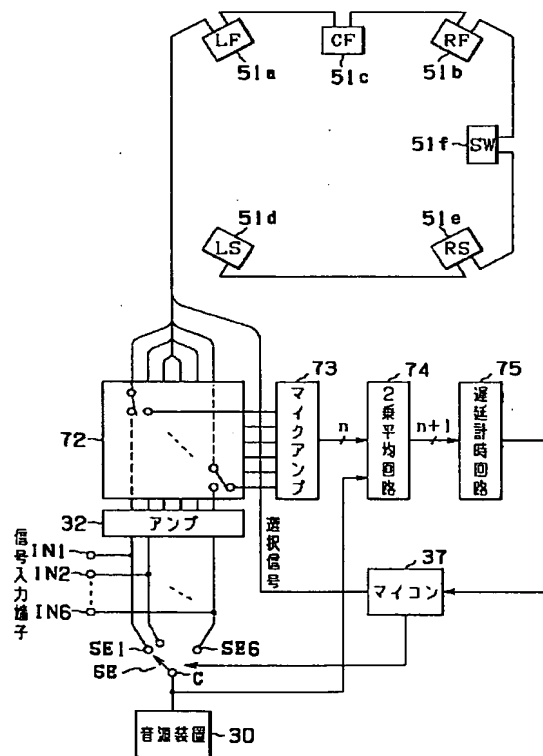 LF
CF
RF
51a
51c
51b
51f
SW
51d
51e
LS
RS
73
74
75
72
マイクアンプ
n
2乗平均回路
n+1
遅延計時回路
32
アンプ
選択信号
信号入力端子
IN1
IN2
IN6
37
マイコン
SE1
SE6
SE
C
音源装置
30